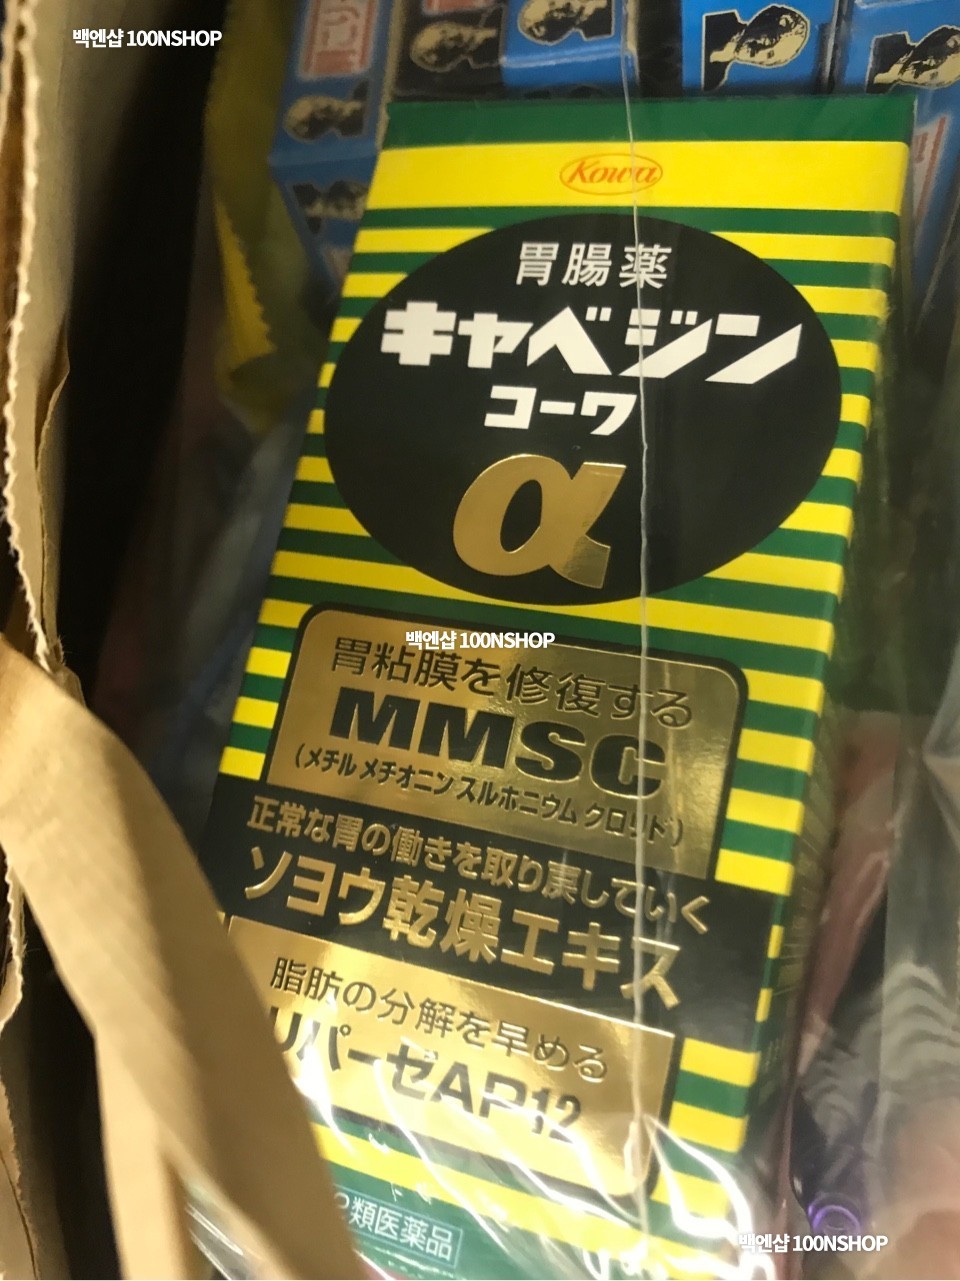 백엔샵 100NSHOP
Kowa
胃腸薬
キャベジン
コーワ
α
백엔샵 100NSHOP
胃粘膜を修復する
MMSC
(メチルメチオニンスルホニウムクロリド)
正常な胃の働きを取り戻していく
ソヨウ乾燥エキス
脂肪の分解を早める
リパーゼAP12
2類医薬品
백엔샵 100NSHOP